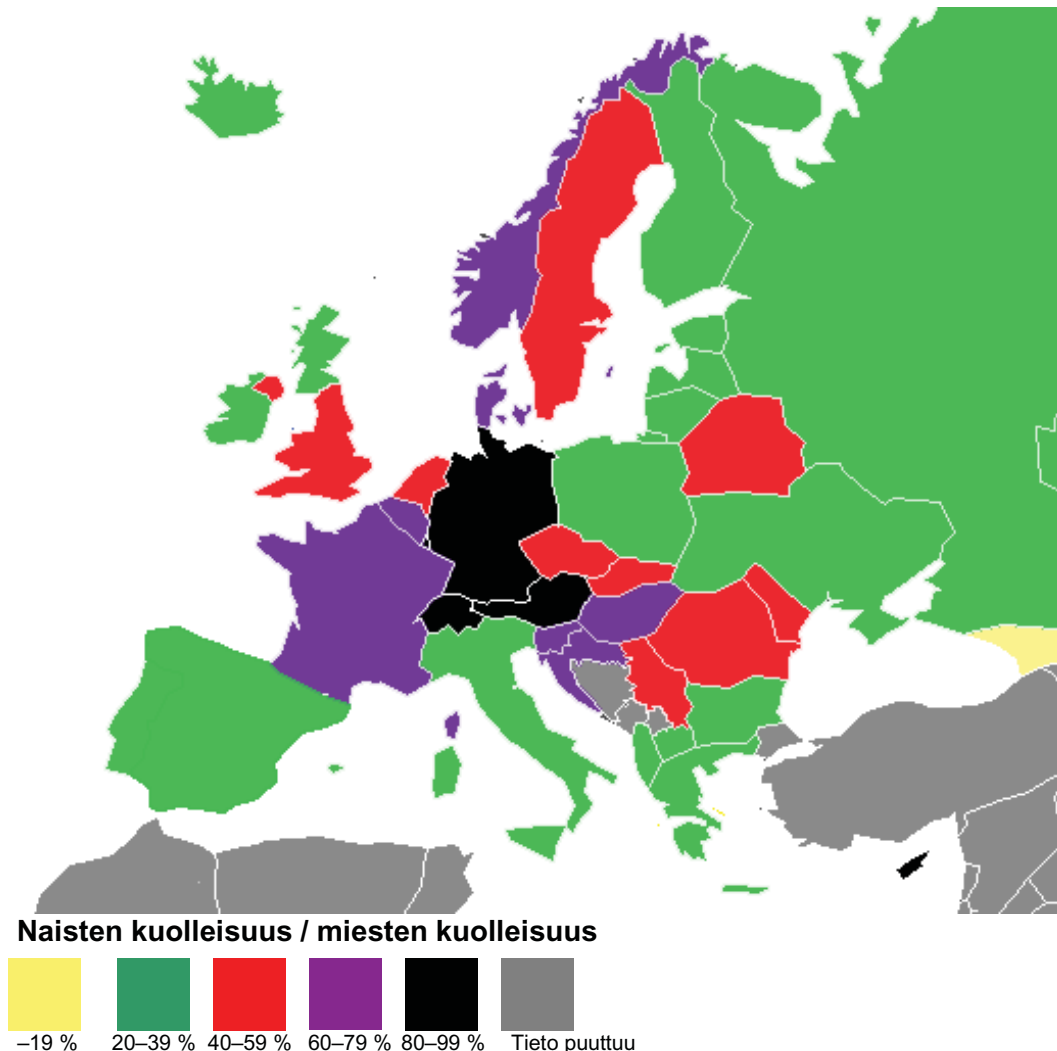 Naisten kuolleisuus / miesten kuolleisuus
–19 % 20–39 % 40–59 % 60–79 % 80–99 % Tieto puuttuu